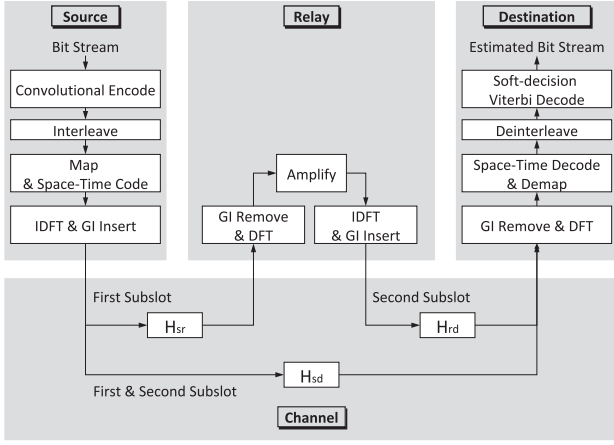 Source
Bit Stream
Convolutional Encode
Interleave
Map
& Space-Time Code
IDFT & GI Insert
Relay
Amplify
GI Remove
& DFT
IDFT
& GI Insert
Destination
Estimated Bit Stream
Soft-decision
Viterbi Decode
Deinterleave
Space-Time Decode
& Demap
GI Remove & DFT
First Subslot
Hsr
Second Subslot
Hrd
Hsd
First & Second Subslot
Channel